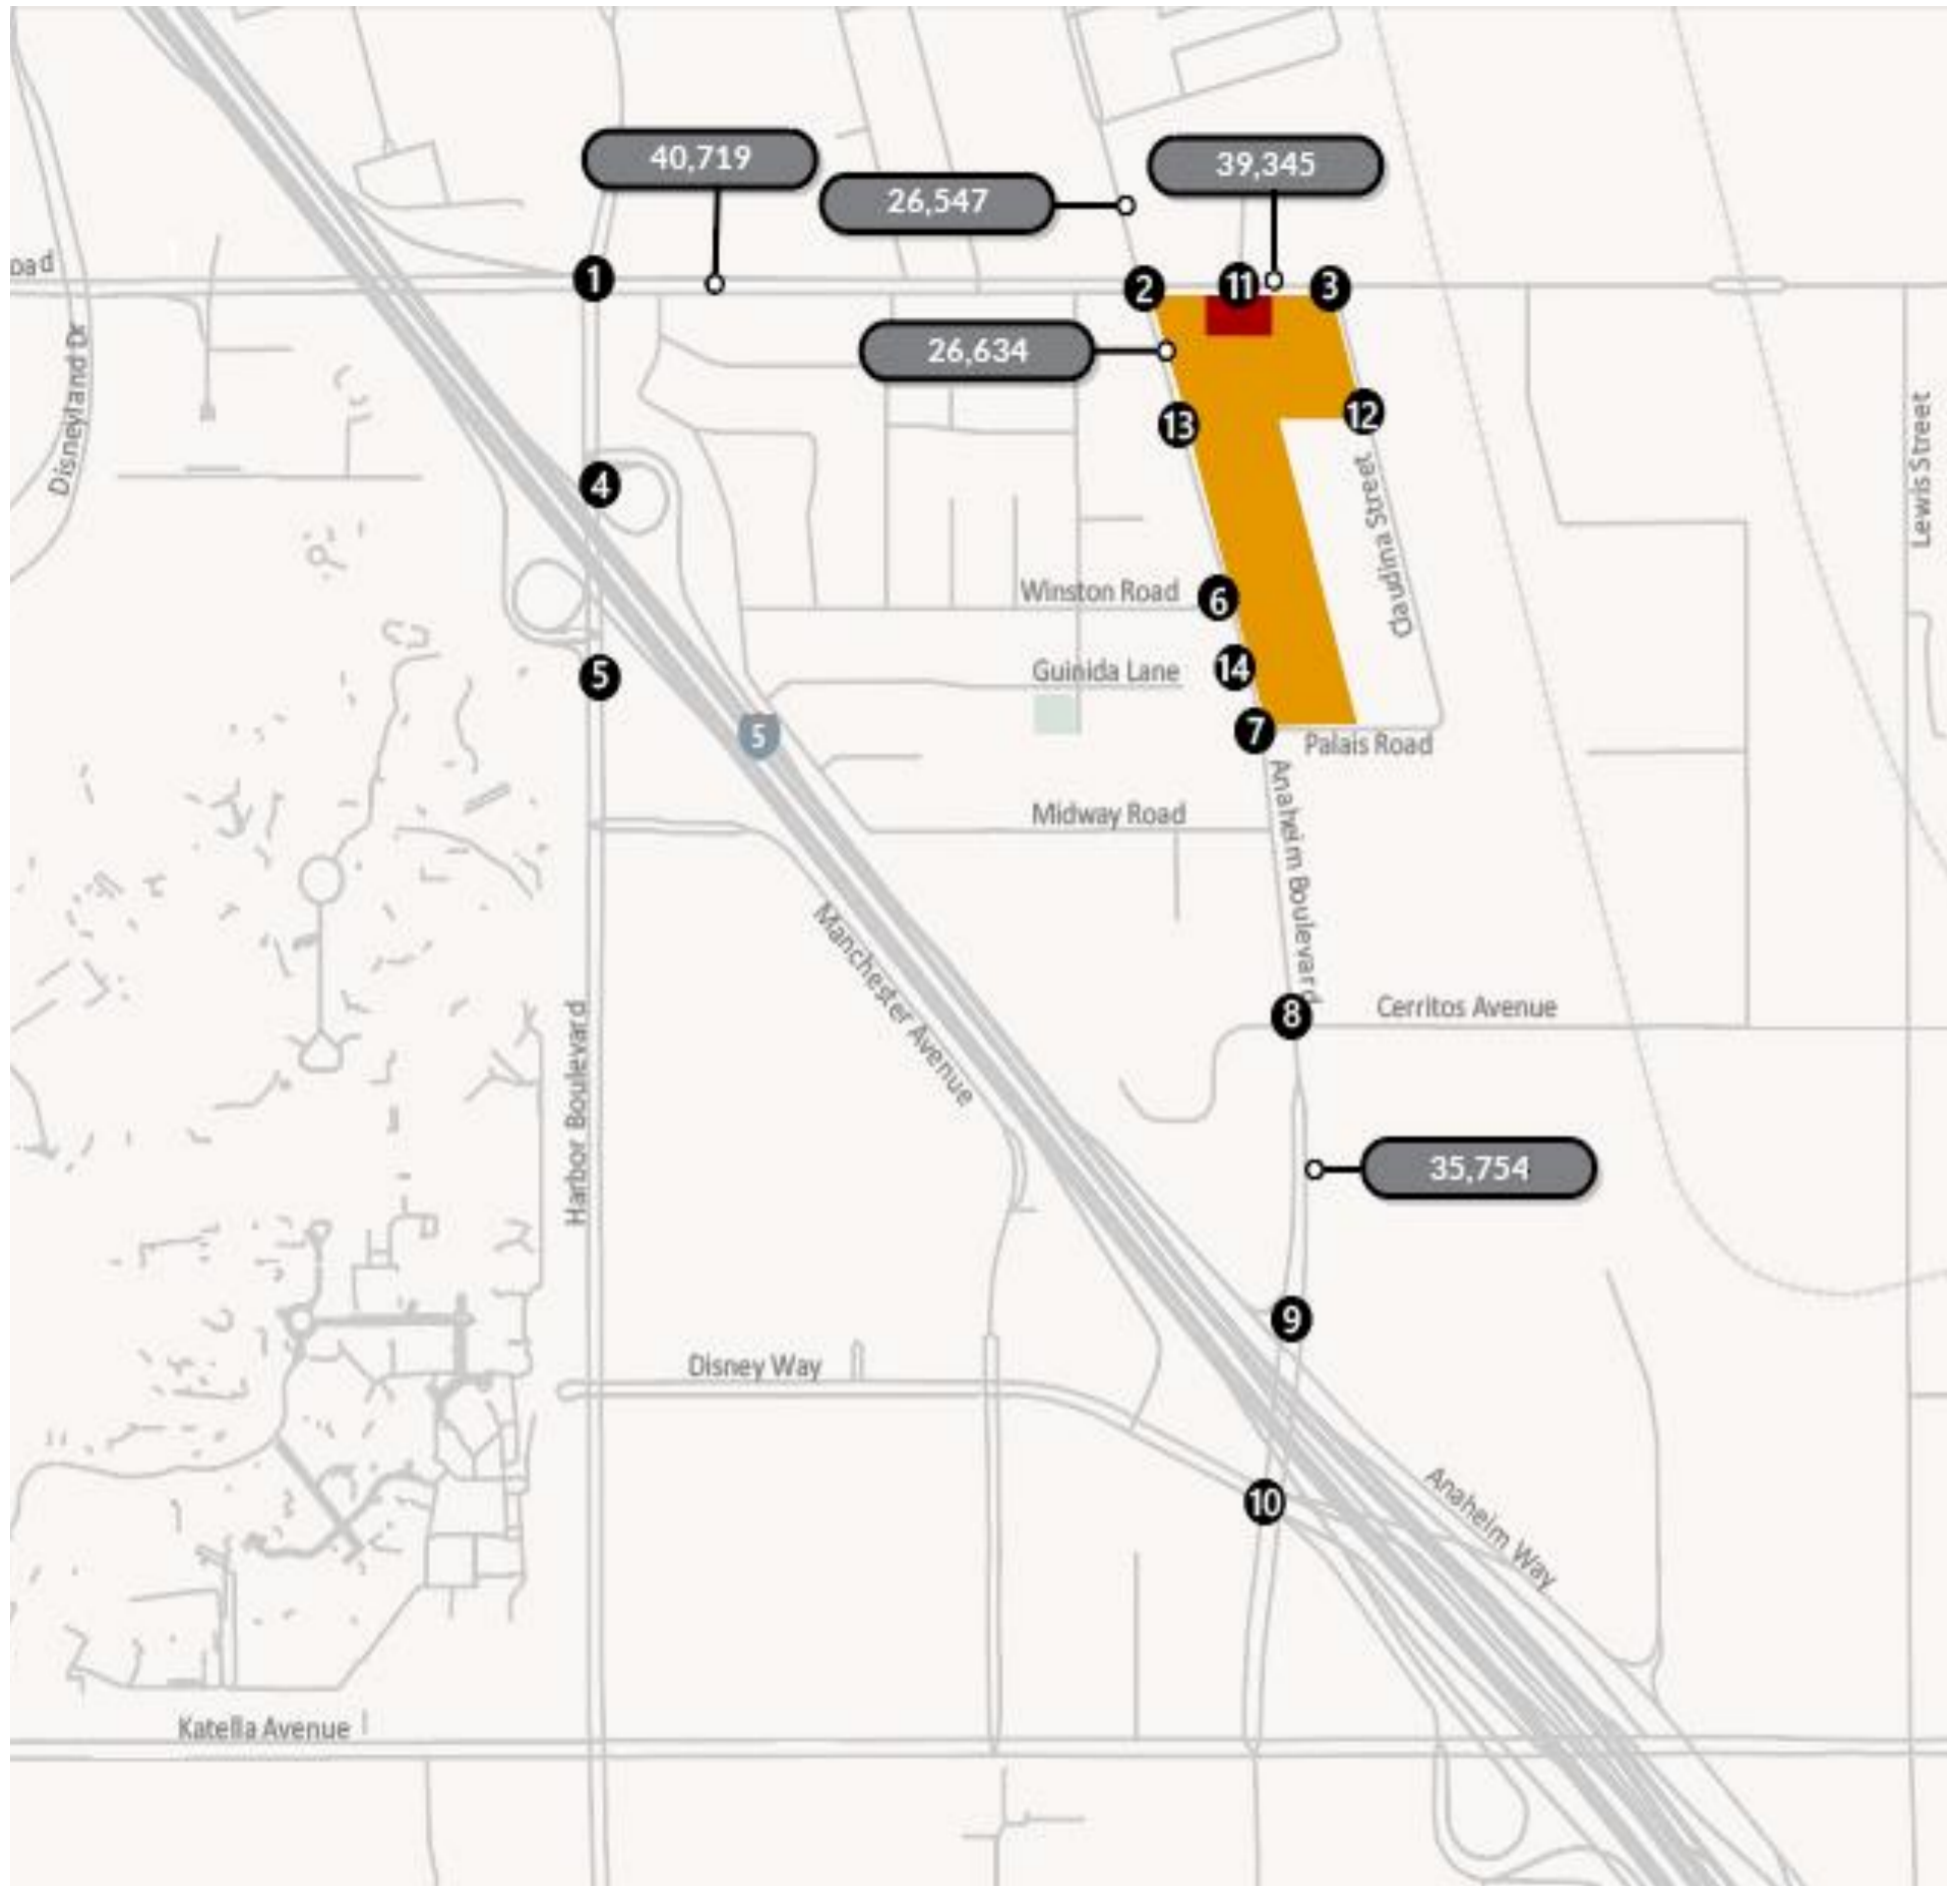 40,719
39,345
26,547
oad
1
2
11
3
26,634
Disneyland Dr
13
12
Lewis Street
4
Claudina Street
Winston Road
6
5
Guinida Lane
14
5
7
Palais Road
Midway Road
Anaheim Boulevard
Manchester Avenue
Harbor Boulevard
8
Cerritos Avenue
35,754
9
Disney Way
10
Anaheim Way
Katella Avenue